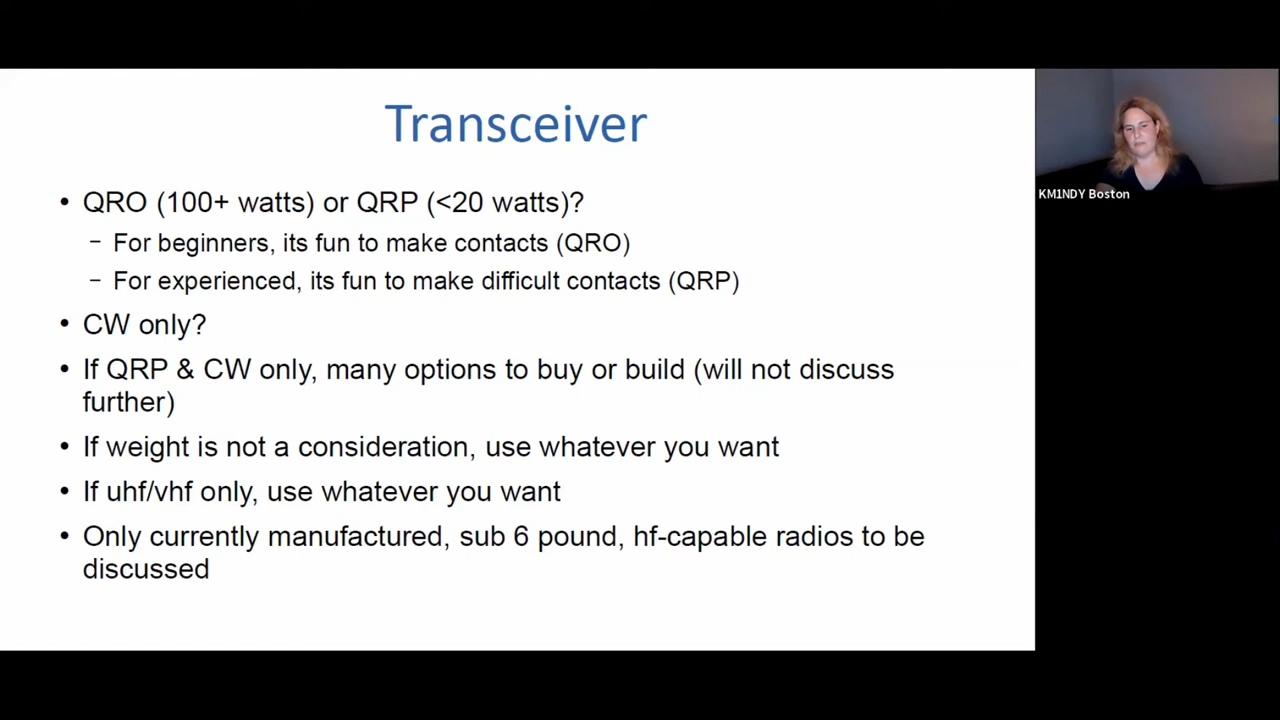 Transceiver
• QRO (100+ watts) or QRP (<20 watts)?
– For beginners, its fun to make contacts (QRO)
– For experienced, its fun to make difficult contacts (QRP)
• CW only?
• If QRP & CW only, many options to buy or build (will not discuss
further)
• If weight is not a consideration, use whatever you want
• If uhf/vhf only, use whatever you want
• Only currently manufactured, sub 6 pound, hf-capable radios to be
discussed
KM1NDY Boston